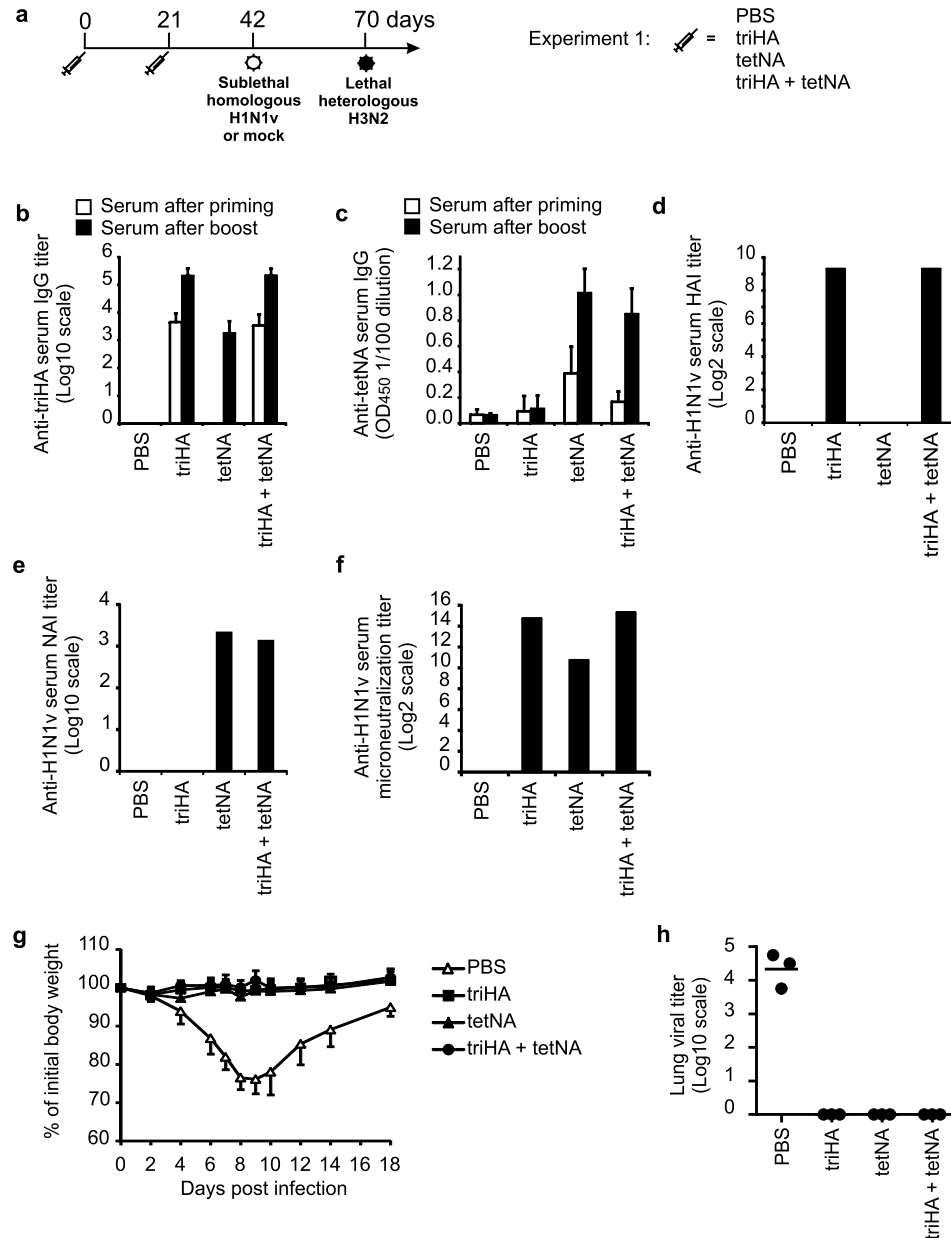 a
0 21 42 70 days
Sublethal
homologous
H1N1v
or mock
Lethal
heterologous
H3N2
Experiment 1: =
PBS
triHA
tetNA
triHA + tetNA
b
Serum after priming
Serum after boost
Anti-triHA serum IgG titer
(Log10 scale)
6
5
4
3
2
1
0
PBS
triHA
tetNA
triHA + tetNA
c
Serum after priming
Serum after boost
Anti-tetNA serum IgG
(OD450 1/100 dilution)
1.2
1.0
0.8
0.6
0.4
0.2
0.0
PBS
triHA
tetNA
triHA + tetNA
d
Anti-H1N1v serum HAI titer
(Log2 scale)
10
9
8
7
6
5
4
3
2
1
0
PBS
triHA
tetNA
triHA + tetNA
e
Anti-H1N1v serum NAI titer
(Log10 scale)
4
3
2
1
0
PBS
triHA
tetNA
triHA + tetNA
f
Anti-H1N1v serum
microneutralization titer
(Log2 scale)
16
14
12
10
8
6
4
2
0
PBS
triHA
tetNA
triHA + tetNA
g
% of initial body weight
110
100
90
80
70
60
0 2 4 6 8 10 12 14 16 18
Days post infection
PBS
triHA
tetNA
triHA + tetNA
h
Lung viral titer
(Log10 scale)
5
4
3
2
1
0
PBS
triHA
tetNA
triHA + tetNA